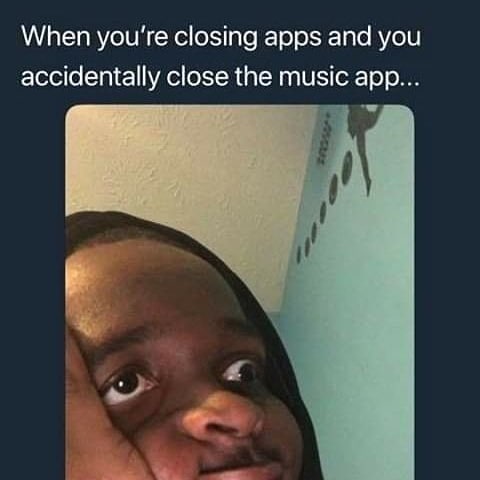 When you’re closing apps and you
accidentally close the music app...